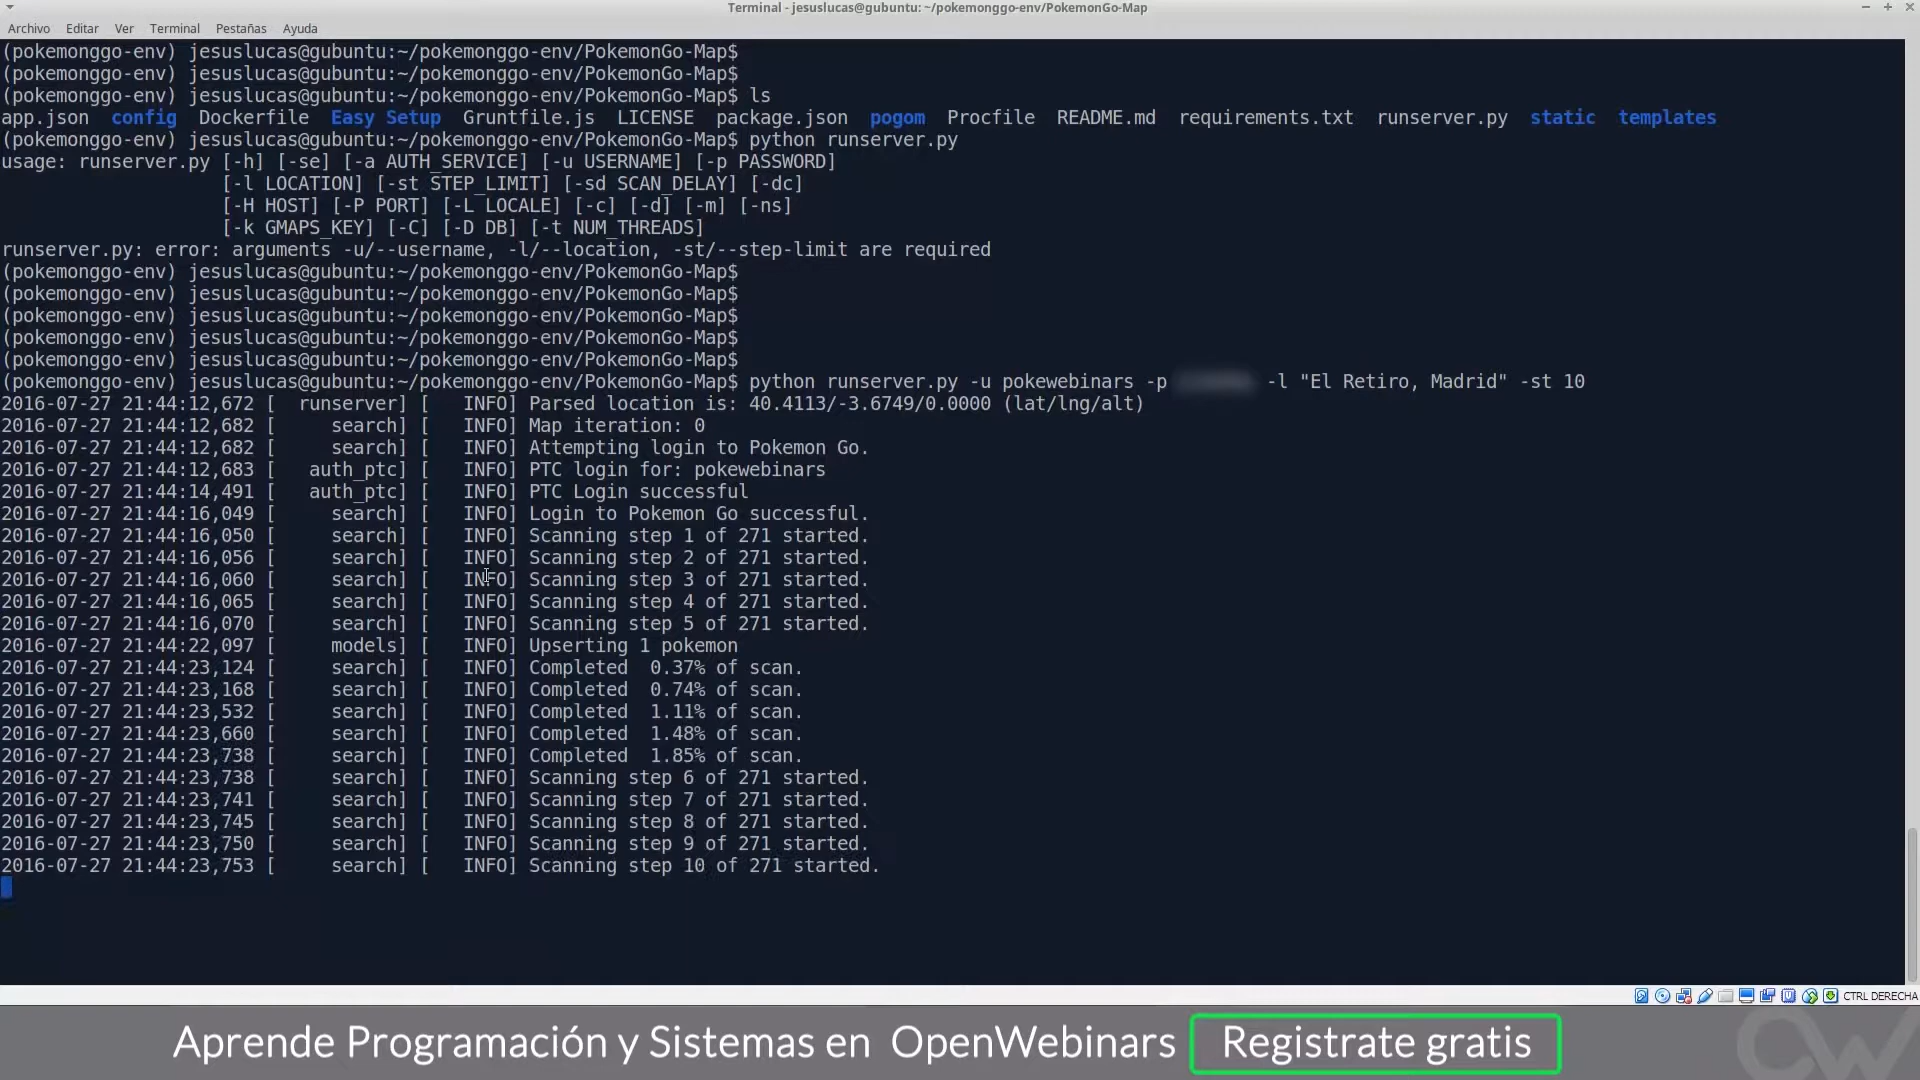 Terminal - jesuslucas@gubuntu: ~/pokemonggo-env/PokemonGo-Map
Archivo Editar Ver Terminal Pestañas Ayuda
(pokemonggo-env) jesuslucas@gubuntu:~/pokemonggo-env/PokemonGo-Map$
(pokemonggo-env) jesuslucas@gubuntu:~/pokemonggo-env/PokemonGo-Map$
(pokemonggo-env) jesuslucas@gubuntu:~/pokemonggo-env/PokemonGo-Map$ ls
app.json config Dockerfile Easy Setup Gruntfile.js LICENSE package.json pogom Procfile README.md requirements.txt runserver.py static templates
(pokemonggo-env) jesuslucas@gubuntu:~/pokemonggo-env/PokemonGo-Map$ python runserver.py
usage: runserver.py [-h] [-se] [-a AUTH_SERVICE] [-u USERNAME] [-p PASSWORD]
[-l LOCATION] [-st STEP_LIMIT] [-sd SCAN_DELAY] [-dc]
[-H HOST] [-P PORT] [-L LOCALE] [-c] [-d] [-m] [-ns]
[-k GMAPS_KEY] [-C] [-D DB] [-t NUM_THREADS]
runserver.py: error: arguments -u/--username, -l/--location, -st/--step-limit are required
(pokemonggo-env) jesuslucas@gubuntu:~/pokemonggo-env/PokemonGo-Map$
(pokemonggo-env) jesuslucas@gubuntu:~/pokemonggo-env/PokemonGo-Map$
(pokemonggo-env) jesuslucas@gubuntu:~/pokemonggo-env/PokemonGo-Map$
(pokemonggo-env) jesuslucas@gubuntu:~/pokemonggo-env/PokemonGo-Map$
(pokemonggo-env) jesuslucas@gubuntu:~/pokemonggo-env/PokemonGo-Map$
(pokemonggo-env) jesuslucas@gubuntu:~/pokemonggo-env/PokemonGo-Map$ python runserver.py -u pokewebinars -p -l "El Retiro, Madrid" -st 10
2016-07-27 21:44:12,672 [ runserver] [ INFO] Parsed location is: 40.4113/-3.6749/0.0000 (lat/lng/alt)
2016-07-27 21:44:12,682 [ search] [ INFO] Map iteration: 0
2016-07-27 21:44:12,682 [ search] [ INFO] Attempting login to Pokemon Go.
2016-07-27 21:44:12,683 [ auth_ptc] [ INFO] PTC login for: pokewebinars
2016-07-27 21:44:14,491 [ auth_ptc] [ INFO] PTC Login successful
2016-07-27 21:44:16,049 [ search] [ INFO] Login to Pokemon Go successful.
2016-07-27 21:44:16,050 [ search] [ INFO] Scanning step 1 of 271 started.
2016-07-27 21:44:16,056 [ search] [ INFO] Scanning step 2 of 271 started.
2016-07-27 21:44:16,060 [ search] [ INFO] Scanning step 3 of 271 started.
2016-07-27 21:44:16,065 [ search] [ INFO] Scanning step 4 of 271 started.
2016-07-27 21:44:16,070 [ search] [ INFO] Scanning step 5 of 271 started.
2016-07-27 21:44:22,097 [ models] [ INFO] Upserting 1 pokemon
2016-07-27 21:44:23,124 [ search] [ INFO] Completed 0.37% of scan.
2016-07-27 21:44:23,168 [ search] [ INFO] Completed 0.74% of scan.
2016-07-27 21:44:23,532 [ search] [ INFO] Completed 1.11% of scan.
2016-07-27 21:44:23,660 [ search] [ INFO] Completed 1.48% of scan.
2016-07-27 21:44:23,738 [ search] [ INFO] Completed 1.85% of scan.
2016-07-27 21:44:23,738 [ search] [ INFO] Scanning step 6 of 271 started.
2016-07-27 21:44:23,741 [ search] [ INFO] Scanning step 7 of 271 started.
2016-07-27 21:44:23,745 [ search] [ INFO] Scanning step 8 of 271 started.
2016-07-27 21:44:23,750 [ search] [ INFO] Scanning step 9 of 271 started.
2016-07-27 21:44:23,753 [ search] [ INFO] Scanning step 10 of 271 started.
CTRL DERECHA
Aprende Programación y Sistemas en OpenWebinars Registrate gratis